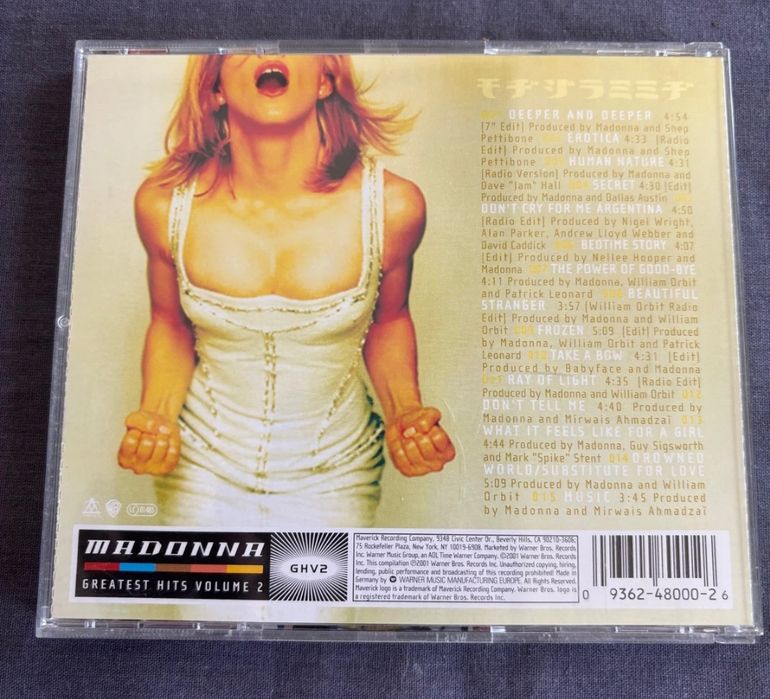 モヂジラミミヂ
001 DEEPER AND DEEPER 4:54
[7" Edit] Produced by Madonna and Shep
Pettibone 002 EROTICA 4:33 [Radio
Edit] Produced by Madonna and Shep
Pettibone 003 HUMAN NATURE 4:31
[Radio Version] Produced by Madonna and
Dave "Jam" Hall 004 SECRET 4:30 [Edit]
Produced by Madonna and Dallas Austin 005
DON'T CRY FOR ME ARGENTINA 4:50
[Radio Edit] Produced by Nigel Wright,
Alan Parker, Andrew Lloyd Webber and
David Caddick 006 BEDTIME STORY 4:07
[Edit] Produced by Nellee Hooper and
Madonna 007 THE POWER OF GOOD-BYE
4:11 Produced by Madonna, William Orbit
and Patrick Leonard 008 BEAUTIFUL
STRANGER 3:57 [William Orbit Radio
Edit] Produced by Madonna and William
Orbit 009 FROZEN 5:09 [Edit] Produced
by Madonna, William Orbit and Patrick
Leonard 010 TAKE A BOW 4:31 [Edit]
Produced by Babyface and Madonna
011 RAY OF LIGHT 4:35 [Radio Edit]
Produced by Madonna and William Orbit 012
DON'T TELL ME 4:40 Produced by
Madonna and Mirwais Ahmadzaï 013
WHAT IT FEELS LIKE FOR A GIRL
4:44 Produced by Madonna, Guy Sigsworth
and Mark "Spike" Stent 014 DROWNED
WORLD/SUBSTITUTE FOR LOVE
5:09 Produced by Madonna and William
Orbit 015 MUSIC 3:45 Produced
by Madonna and Mirwais Ahmadzaï
WB
LC 01485
MADONNA
GREATEST HITS VOLUME 2
GHV2
Maverick Recording Company, 9348 Civic Center Dr., Beverly Hills, CA 90210-3606;
75 Rockefeller Plaza, New York, NY 10019-6908. Marketed by Warner Bros. Records
Inc. Warner Music Group, an AOL Time Warner Company. ©2001 Warner Bros. Records
Inc. This compilation ℗2001 Warner Bros. Records Inc. Unauthorized copying, hiring,
lending, public performance and broadcasting of this recording prohibited! Made in
Germany by WARNER MUSIC MANUFACTURING EUROPE. All Rights Reserved.
Maverick logo is a trademark of Maverick Recording Company. Warner Bros. logo is
a registered trademark of Warner Bros. Records Inc.
0 9362-48000-2 6